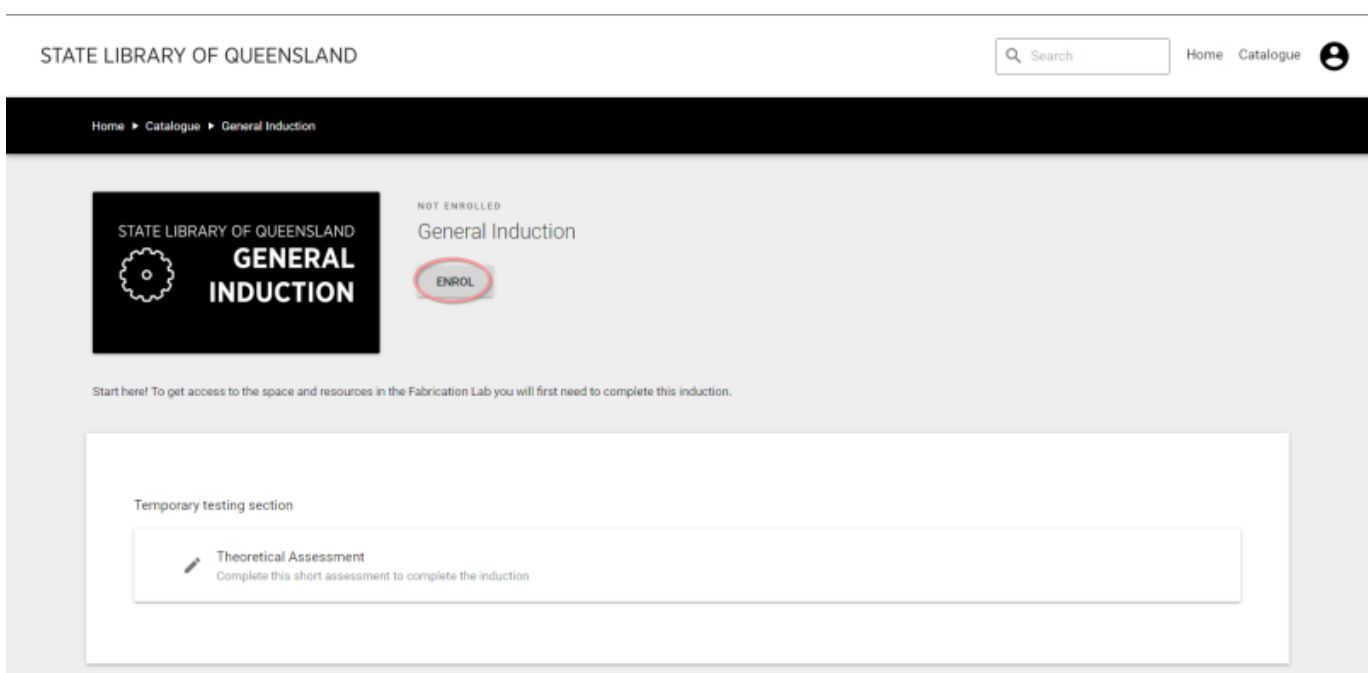 STATE LIBRARY OF QUEENSLAND
Search
Home Catalogue
Home ▸ Catalogue ▸ General Induction
STATE LIBRARY OF QUEENSLAND
GENERAL
INDUCTION
NOT ENROLLED
General Induction
ENROL
Start here! To get access to the space and resources in the Fabrication Lab you will first need to complete this induction.
Temporary testing section
Theoretical Assessment
Complete this short assessment to complete the induction